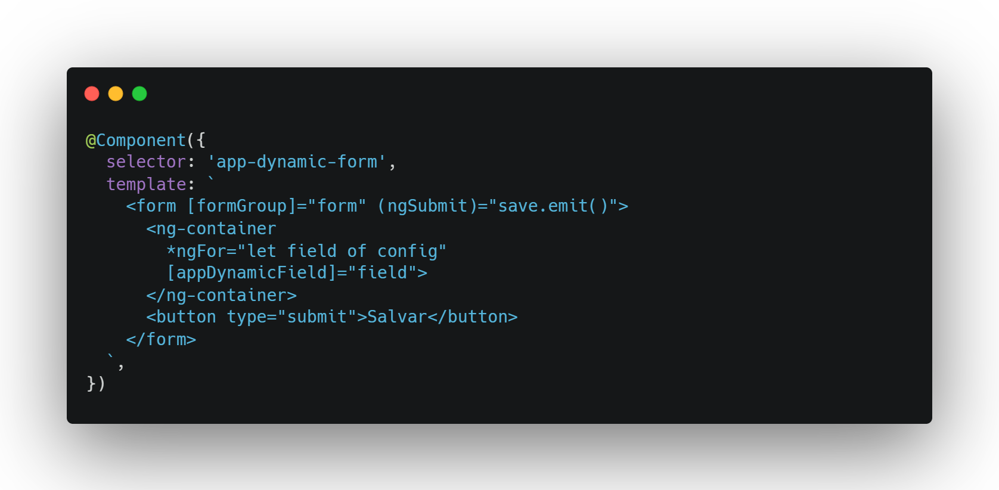 @Component({
  selector: 'app-dynamic-form',
  template: `
    <form [formGroup]="form" (ngSubmit)="save.emit()">
      <ng-container
        *ngFor="let field of config"
        [appDynamicField]="field">
      </ng-container>
      <button type="submit">Salvar</button>
    </form>
  `,
})